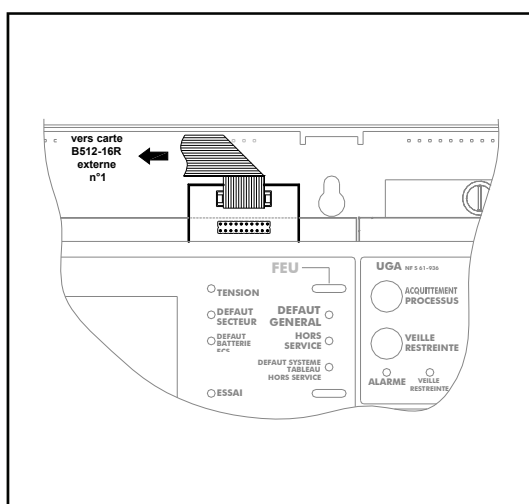 vers carte
B512-16R
externe
n°1
FEU
TENSION
DEFAUT
SECTEUR
DEFAUT
BATTERIE
ECS
ESSAI
DEFAUT
GENERAL
HORS
SERVICE
DEFAUT SYSTEME
TABLEAU
HORS SERVICE
UGA NF S 61-936
ACQUITTEMENT
PROCESSUS
VEILLE
RESTREINTE
ALARME
VEILLE
RESTREINTE